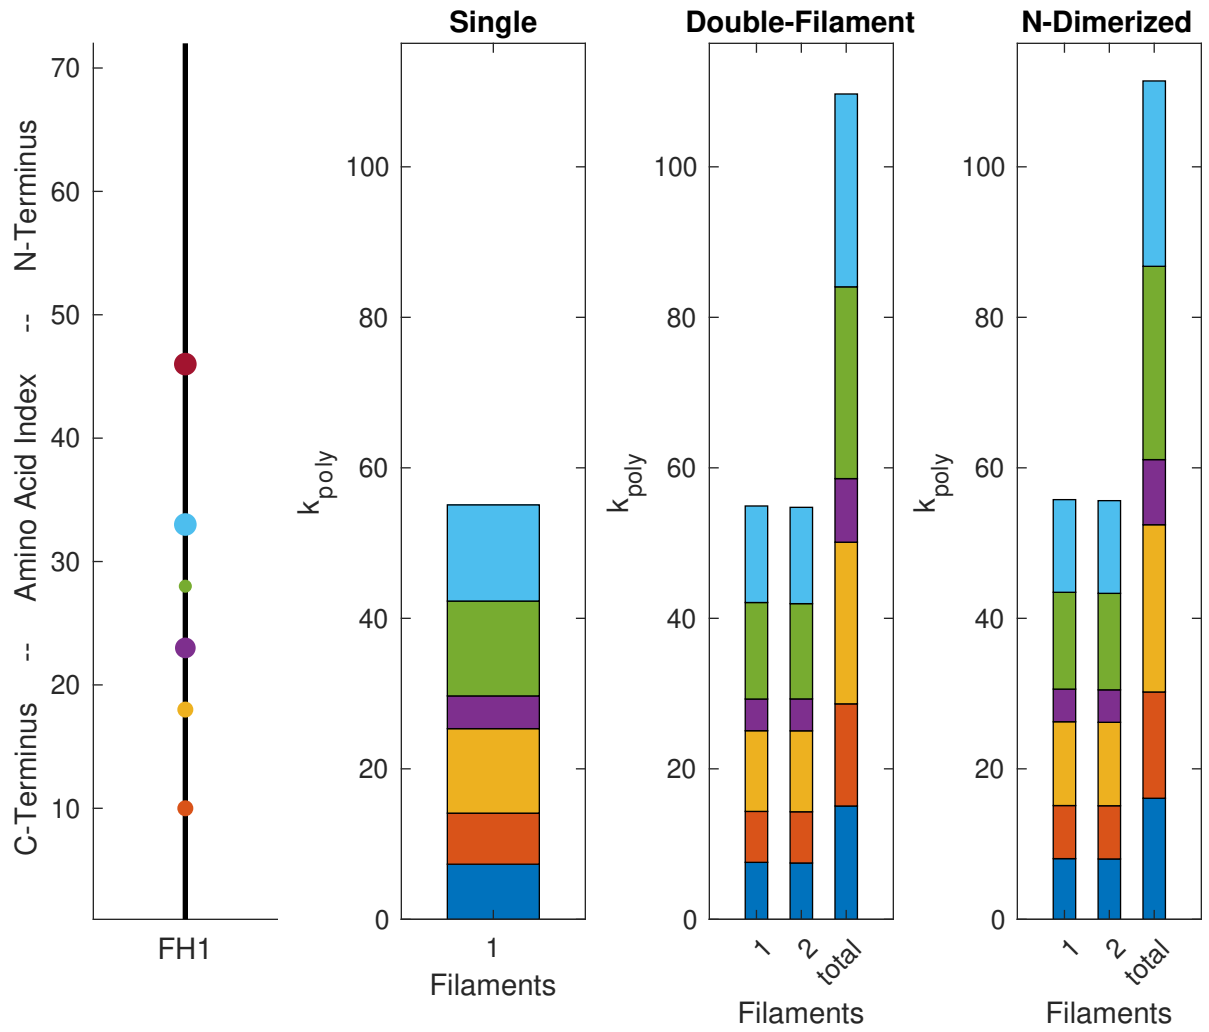 Single
Double-Filament
N-Dimerized
C-Terminus -- Amino Acid Index -- N-Terminus
70
60
50
40
30
20
10
FH1
k_poly
100
80
60
40
20
0
1
Filaments
k_poly
100
80
60
40
20
0
1
2
total
Filaments
k_poly
100
80
60
40
20
0
1
2
total
Filaments